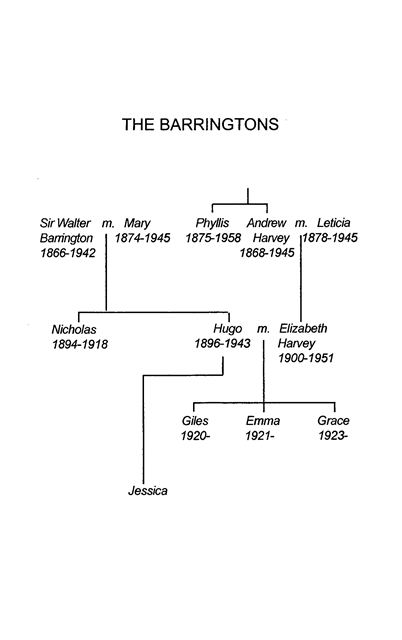 THE BARRINGTONS
Sir Walter m. Mary Phyllis Andrew m. Leticia
Barrington 1874-1945 1875-1958 Harvey 1878-1945
1866-1942 1868-1945
Nicholas Hugo m. Elizabeth
1894-1918 1896-1943 Harvey
1900-1951
Giles Emma Grace
1920- 1921- 1923-
Jessica